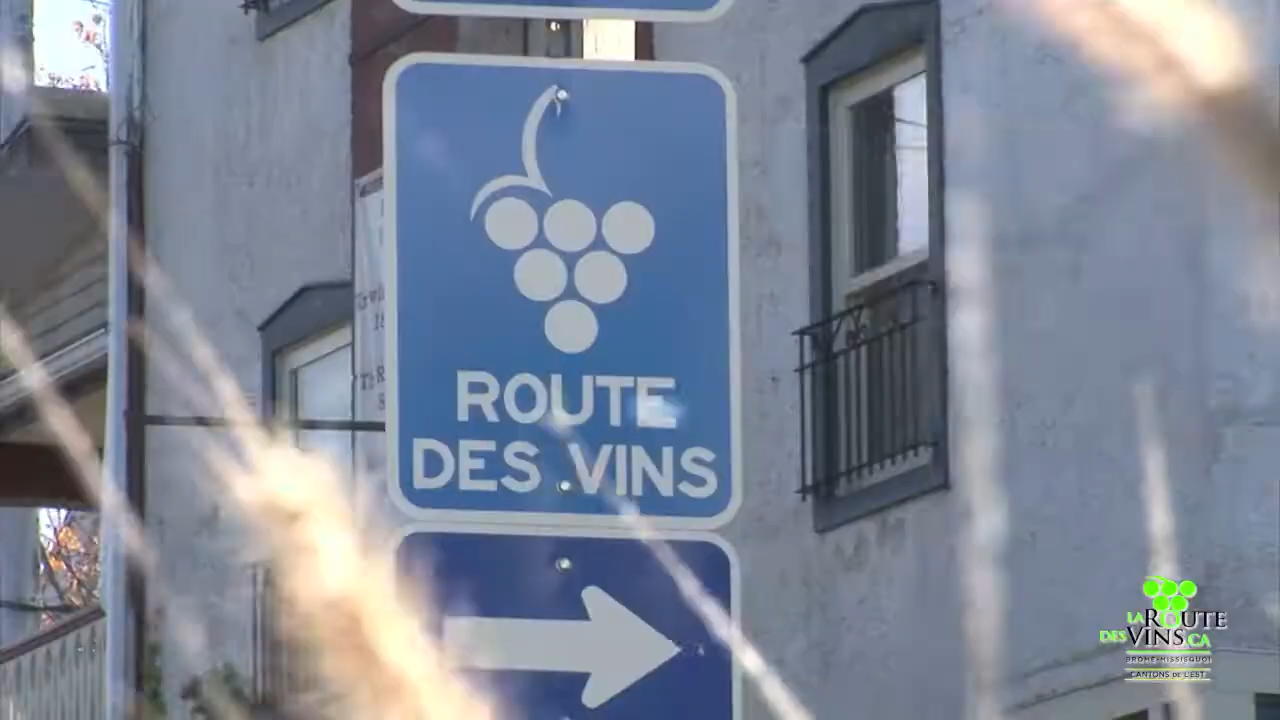 ROUTE
DES VINS
LA ROUTE
DES VINS.CA
BROME-MISSISQUOI
CANTONS DE L'EST